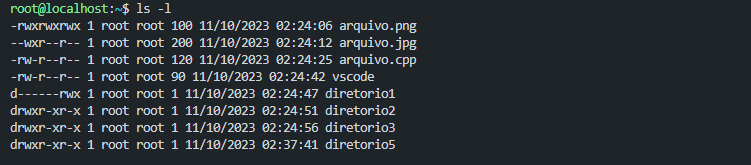 root@localhost:~$ ls -l
-rwxrwxrwx 1 root root 100 11/10/2023 02:24:06 arquivo.png
--wxr--r-- 1 root root 200 11/10/2023 02:24:12 arquivo.jpg
-rw-r--r-- 1 root root 120 11/10/2023 02:24:25 arquivo.cpp
-rw-r--r-- 1 root root 90 11/10/2023 02:24:42 vscode
d------rwx 1 root root 1 11/10/2023 02:24:47 diretorio1
drwxr-xr-x 1 root root 1 11/10/2023 02:24:51 diretorio2
drwxr-xr-x 1 root root 1 11/10/2023 02:24:56 diretorio3
drwxr-xr-x 1 root root 1 11/10/2023 02:37:41 diretorio5